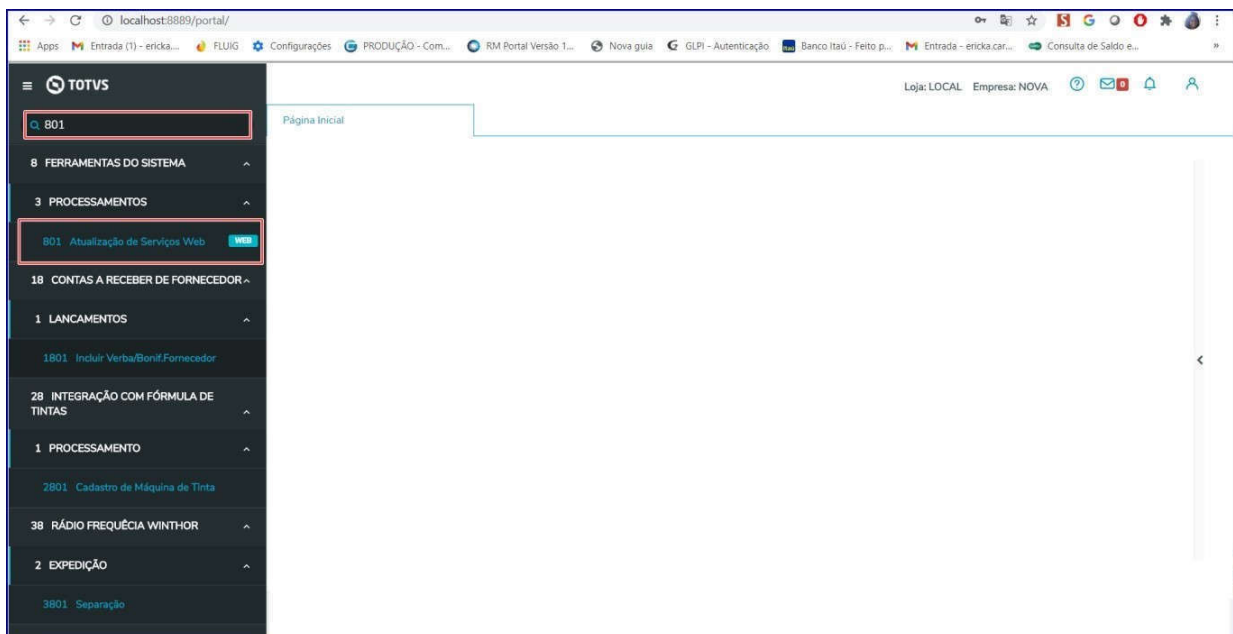 localhost:8889/portal/
Apps Entrada (1) - ericka... FLUIG Configurações PRODUÇÃO - Com... RM Portal Versão 1... Nova guia GLPI - Autenticação Banco Itaú - Feito p... Entrada - ericka.car... Consulta de Saldo e... »
TOTVS
Loja: LOCAL Empresa: NOVA
0
801
Página Inicial
8 FERRAMENTAS DO SISTEMA
3 PROCESSAMENTOS
801 Atualização de Serviços Web WEB
18 CONTAS A RECEBER DE FORNECEDOR
1 LANCAMENTOS
1801 Incluir Verba/Bonif.Fornecedor
28 INTEGRAÇÃO COM FÓRMULA DE
TINTAS
1 PROCESSAMENTO
2801 Cadastro de Máquina de Tinta
38 RÁDIO FREQUÊCIA WINTHOR
2 EXPEDIÇÃO
3801 Separação